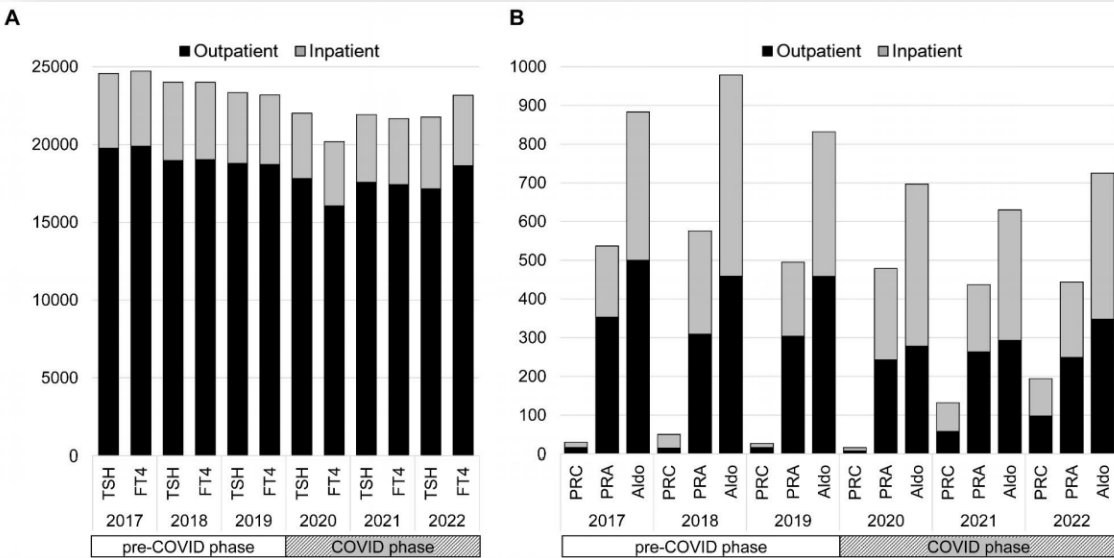 A
Outpatient Inpatient
25000
20000
15000
10000
5000
0
TSH FT4 TSH FT4 TSH FT4 TSH FT4 TSH FT4 TSH FT4
2017 2018 2019 2020 2021 2022
pre-COVID phase COVID phase
B
Outpatient Inpatient
1000
900
800
700
600
500
400
300
200
100
0
PRC PRA Aldo PRC PRA Aldo PRC PRA Aldo PRC PRA Aldo PRC PRA Aldo PRC PRA Aldo
2017 2018 2019 2020 2021 2022
pre-COVID phase COVID phase